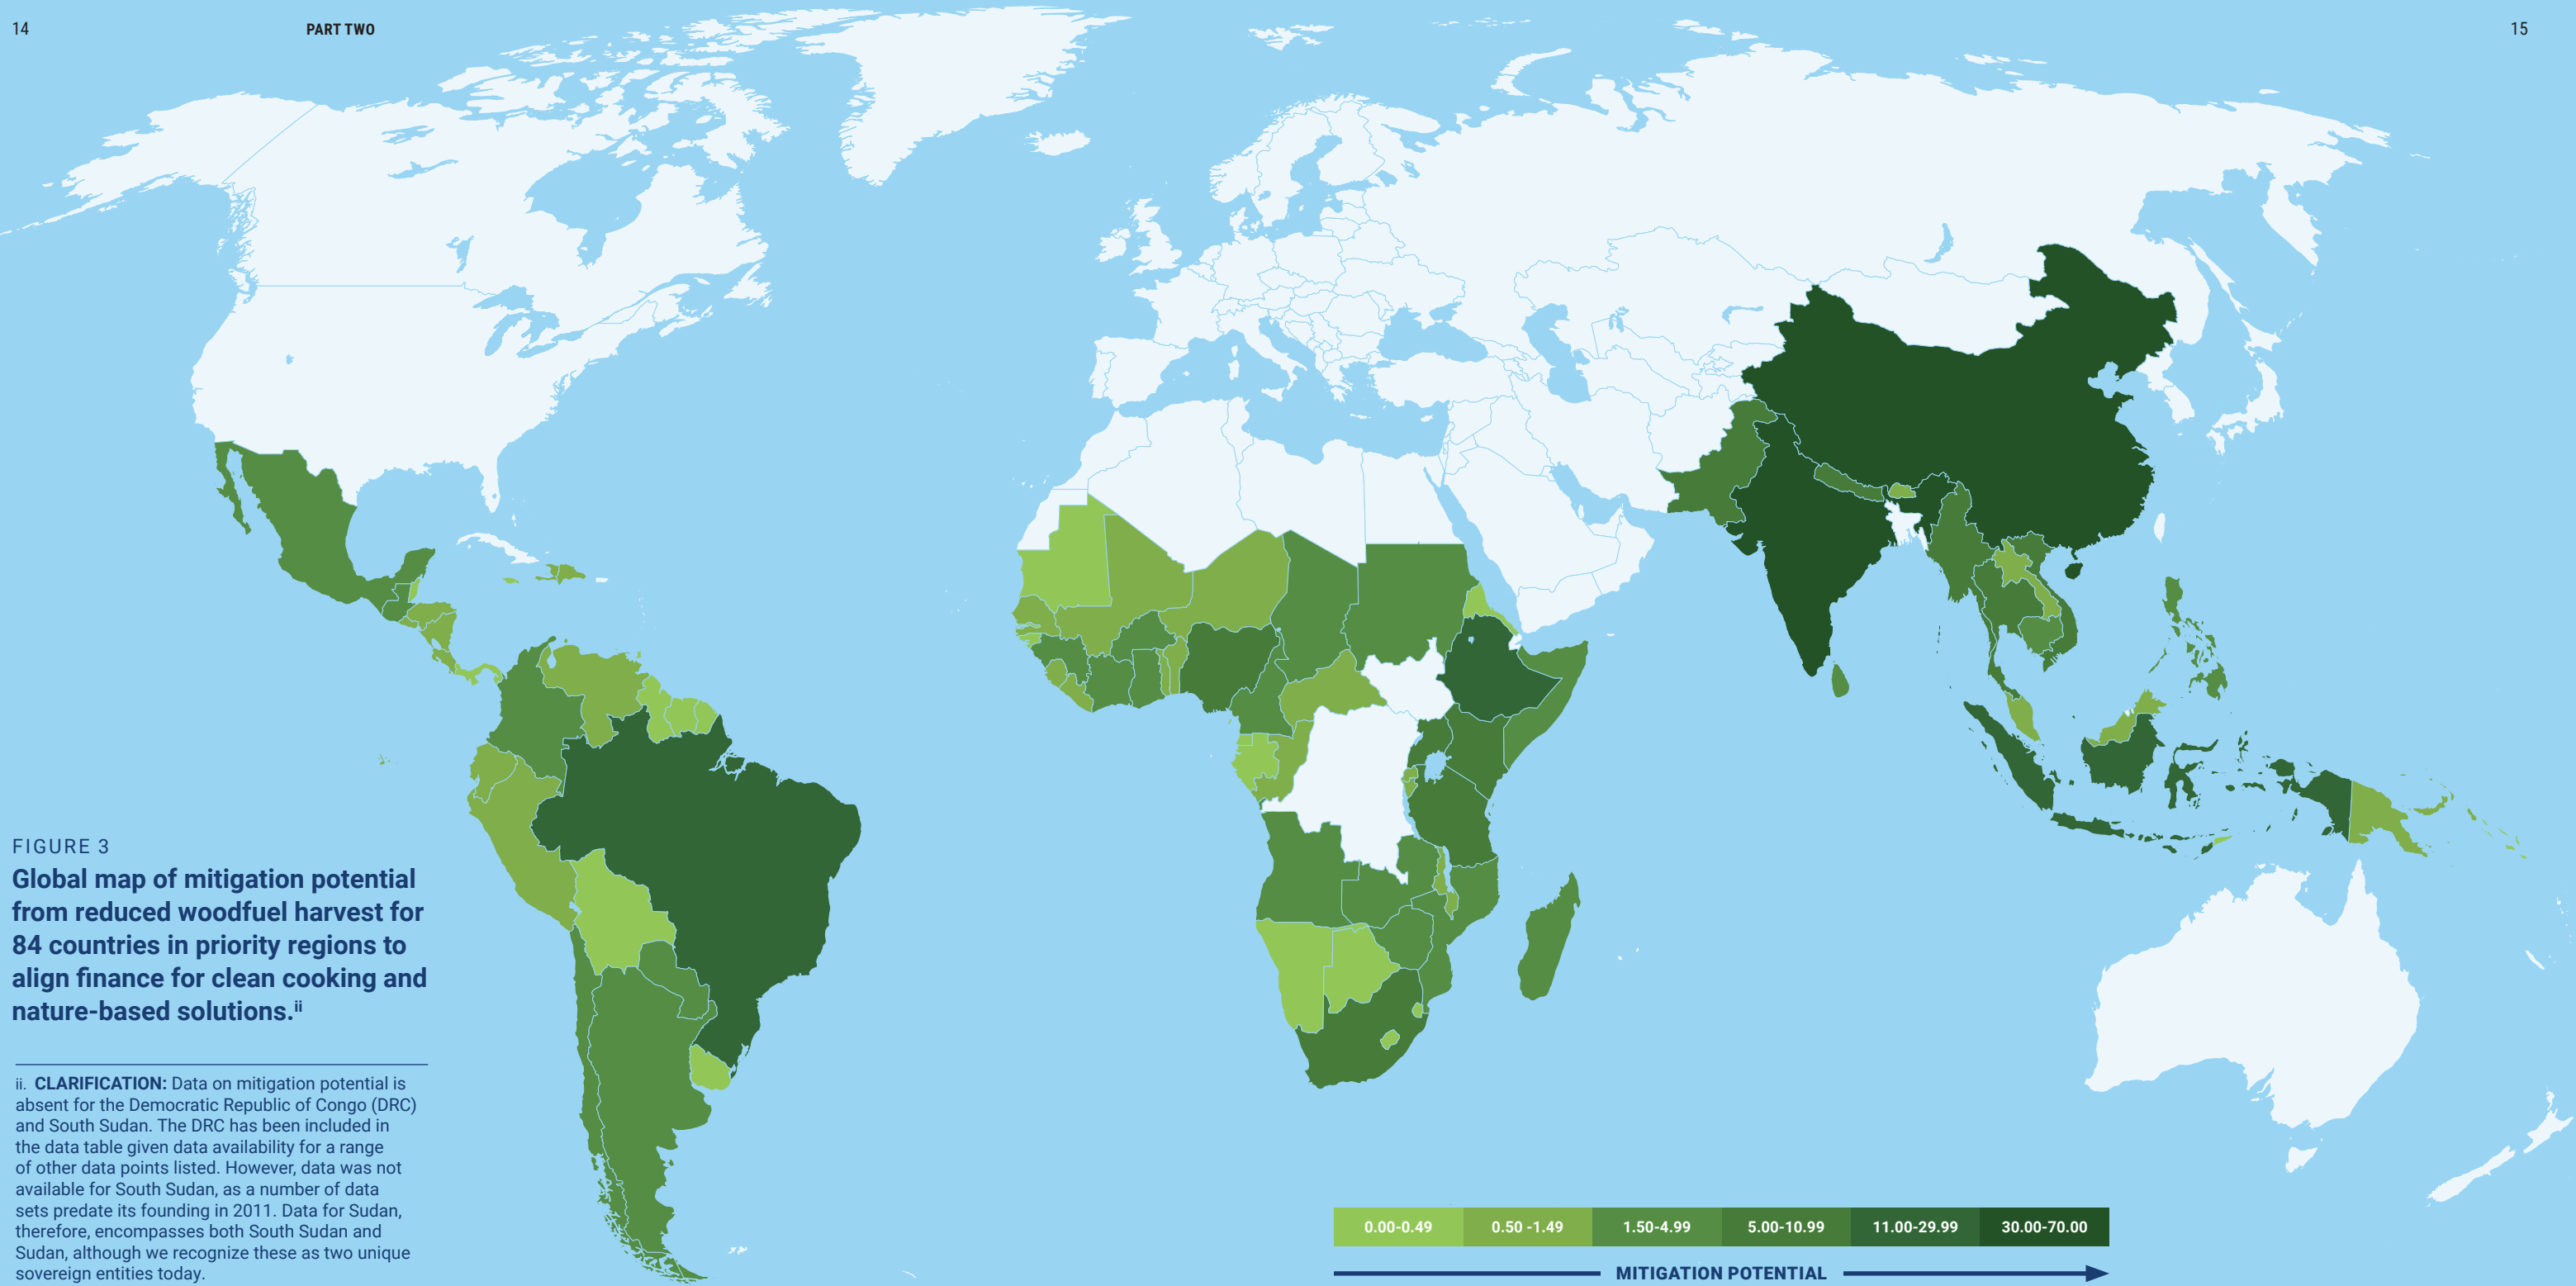 14
PART TWO
15
FIGURE 3
Global map of mitigation potential
from reduced woodfuel harvest for
84 countries in priority regions to
align finance for clean cooking and
nature-based solutions.ii
ii. CLARIFICATION: Data on mitigation potential is
absent for the Democratic Republic of Congo (DRC)
and South Sudan. The DRC has been included in
the data table given data availability for a range
of other data points listed. However, data was not
available for South Sudan, as a number of data
sets predate its founding in 2011. Data for Sudan,
therefore, encompasses both South Sudan and
Sudan, although we recognize these as two unique
sovereign entities today.
0.00-0.49
0.50 -1.49
1.50-4.99
5.00-10.99
11.00-29.99
30.00-70.00
MITIGATION POTENTIAL